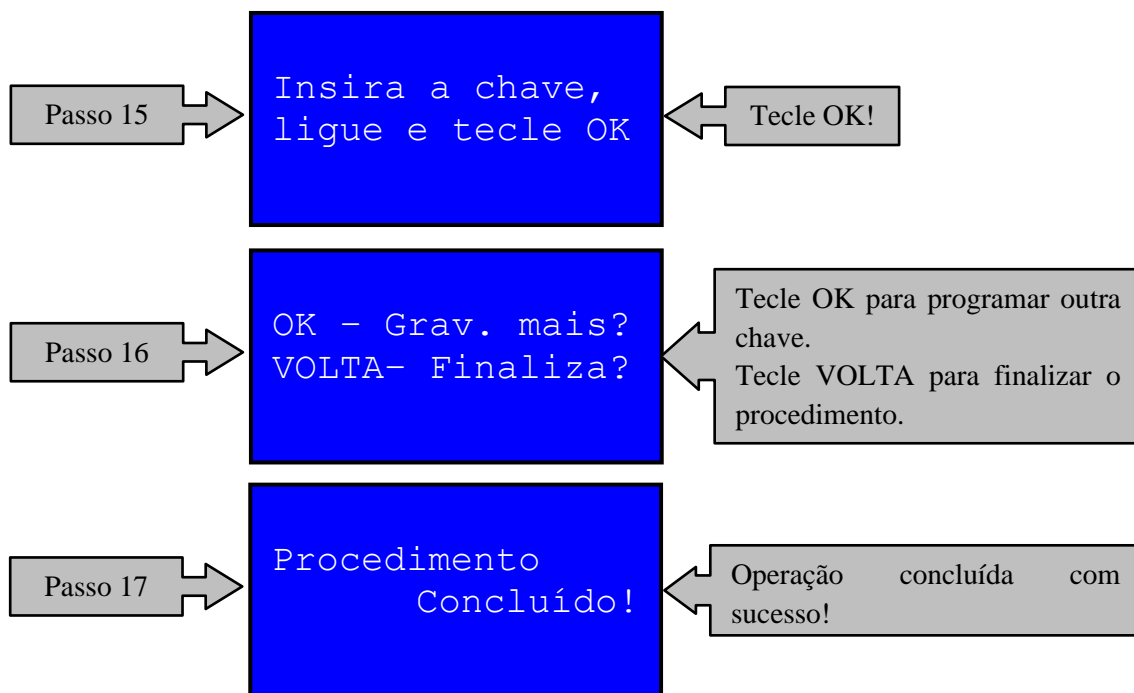 Passo 15
Insira a chave,
ligue e tecle OK
Tecle OK!
Passo 16
OK – Grav. mais?
VOLTA– Finaliza?
Tecle OK para programar outra
chave.
Tecle VOLTA para finalizar o
procedimento.
Passo 17
Procedimento
Concluído!
Operação concluída com
sucesso!